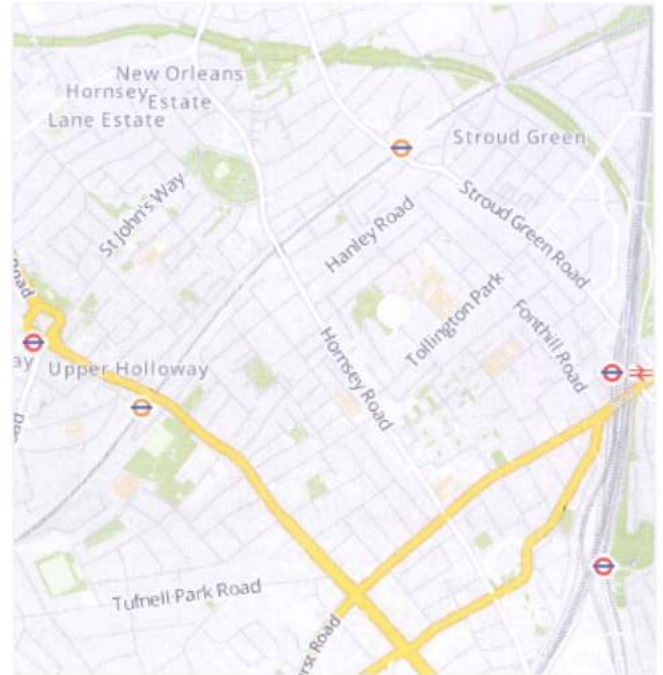 New Orleans
Hornsey Estate
Lane Estate
Stroud Green
St John's Way
Stroud Green Road
Hanley Road
Tollington Park
Fonthill Road
Hornsey Road
Upper Holloway
Tufnell Park Road